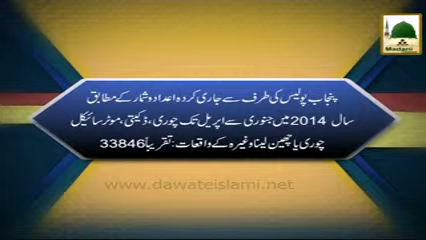 Madani
پنجاب پولیس کی طرف سے جاری کردہ اعداد و شمار کے مطابق
سال 2014 میں جنوری سے اپریل تک چوری، ڈکیتی، موٹر سائیکل
چوری یا چھین لینا وغیرہ کے واقعات: تقریباً 33846
www.dawateislami.net